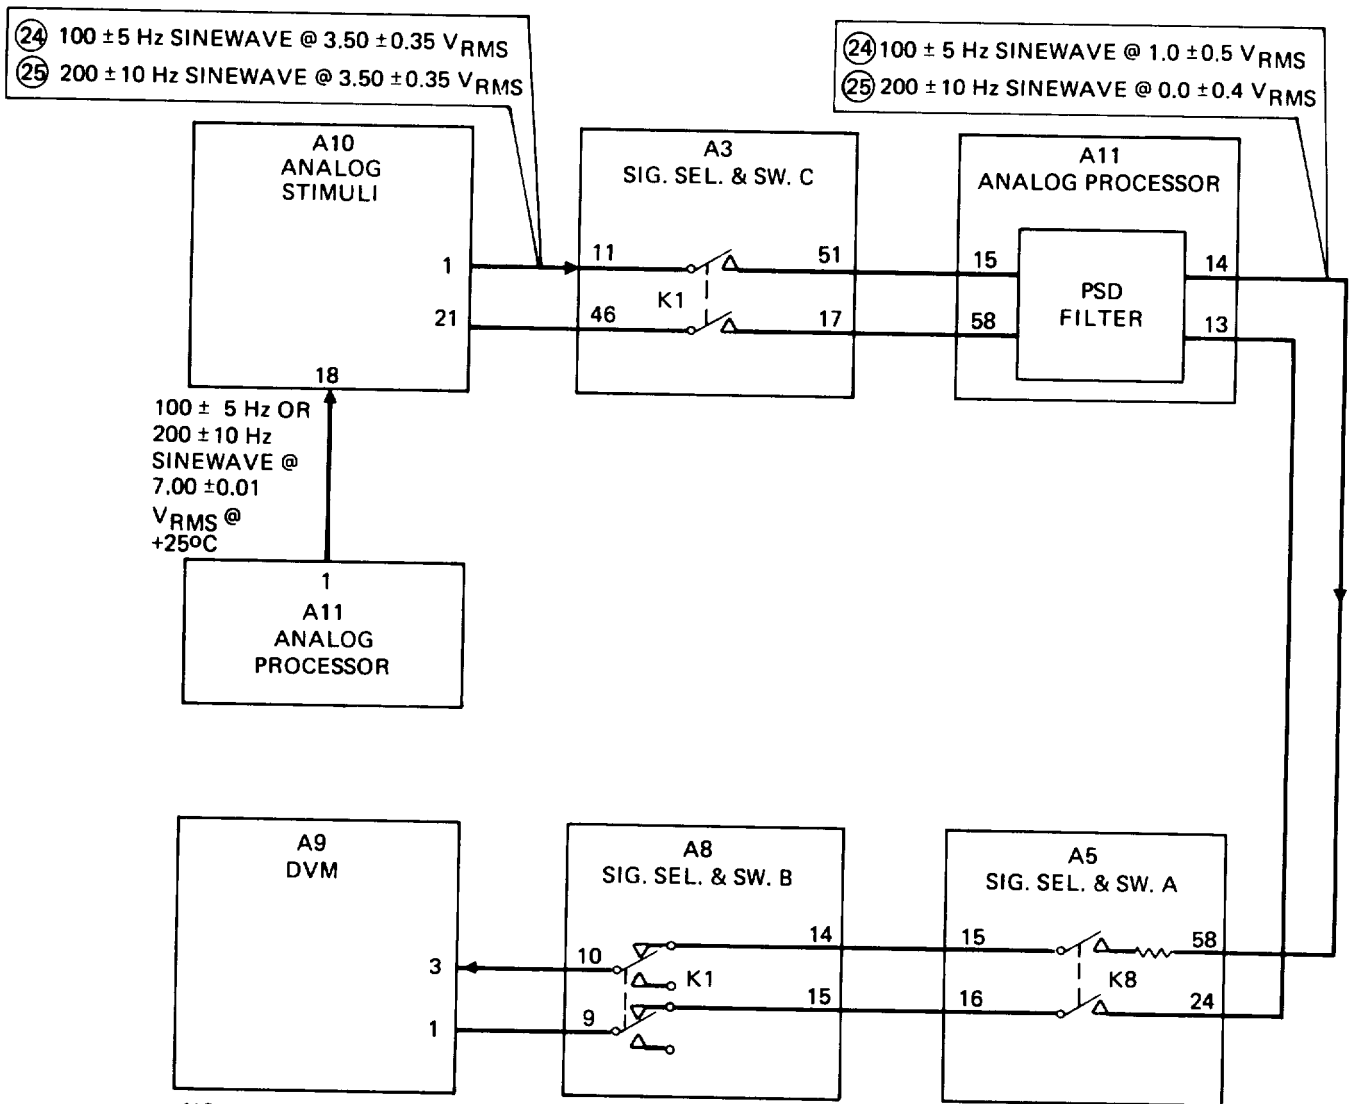 24 100 ±5 Hz SINEWAVE @ 3.50 ±0.35 VRMS
25 200 ±10 Hz SINEWAVE @ 3.50 ±0.35 VRMS
24 100 ± 5 Hz SINEWAVE @ 1.0 ±0.5 VRMS
25 200 ±10 Hz SINEWAVE @ 0.0 ±0.4 VRMS
A10
ANALOG
STIMULI
1
21
18
A3
SIG. SEL. & SW. C
11
51
K1
46
17
A11
ANALOG PROCESSOR
15
14
58
13
PSD
FILTER
100 ± 5 Hz OR
200 ±10 Hz
SINEWAVE @
7.00 ±0.01
VRMS @
+25ºC
1
A11
ANALOG
PROCESSOR
A9
DVM
3
1
A8
SIG. SEL. & SW. B
10
14
K1
9
15
A5
SIG. SEL. & SW. A
15
58
K8
16
24